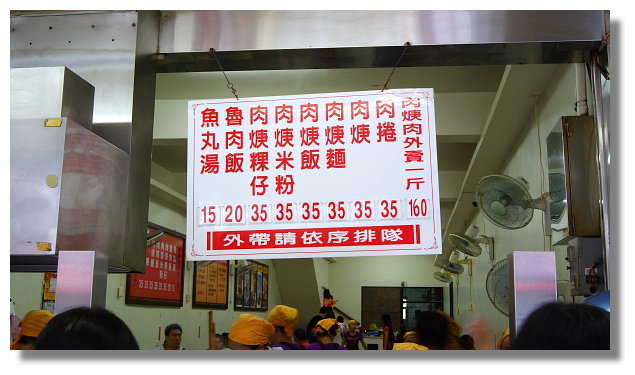 肉焿肉外賣一斤 160
肉捲 35
肉焿 35
肉焿麵 35
肉焿飯 35
肉焿米粉 35
肉焿粿仔 35
魯肉飯 20
魚丸湯 15
外帶請依序排隊